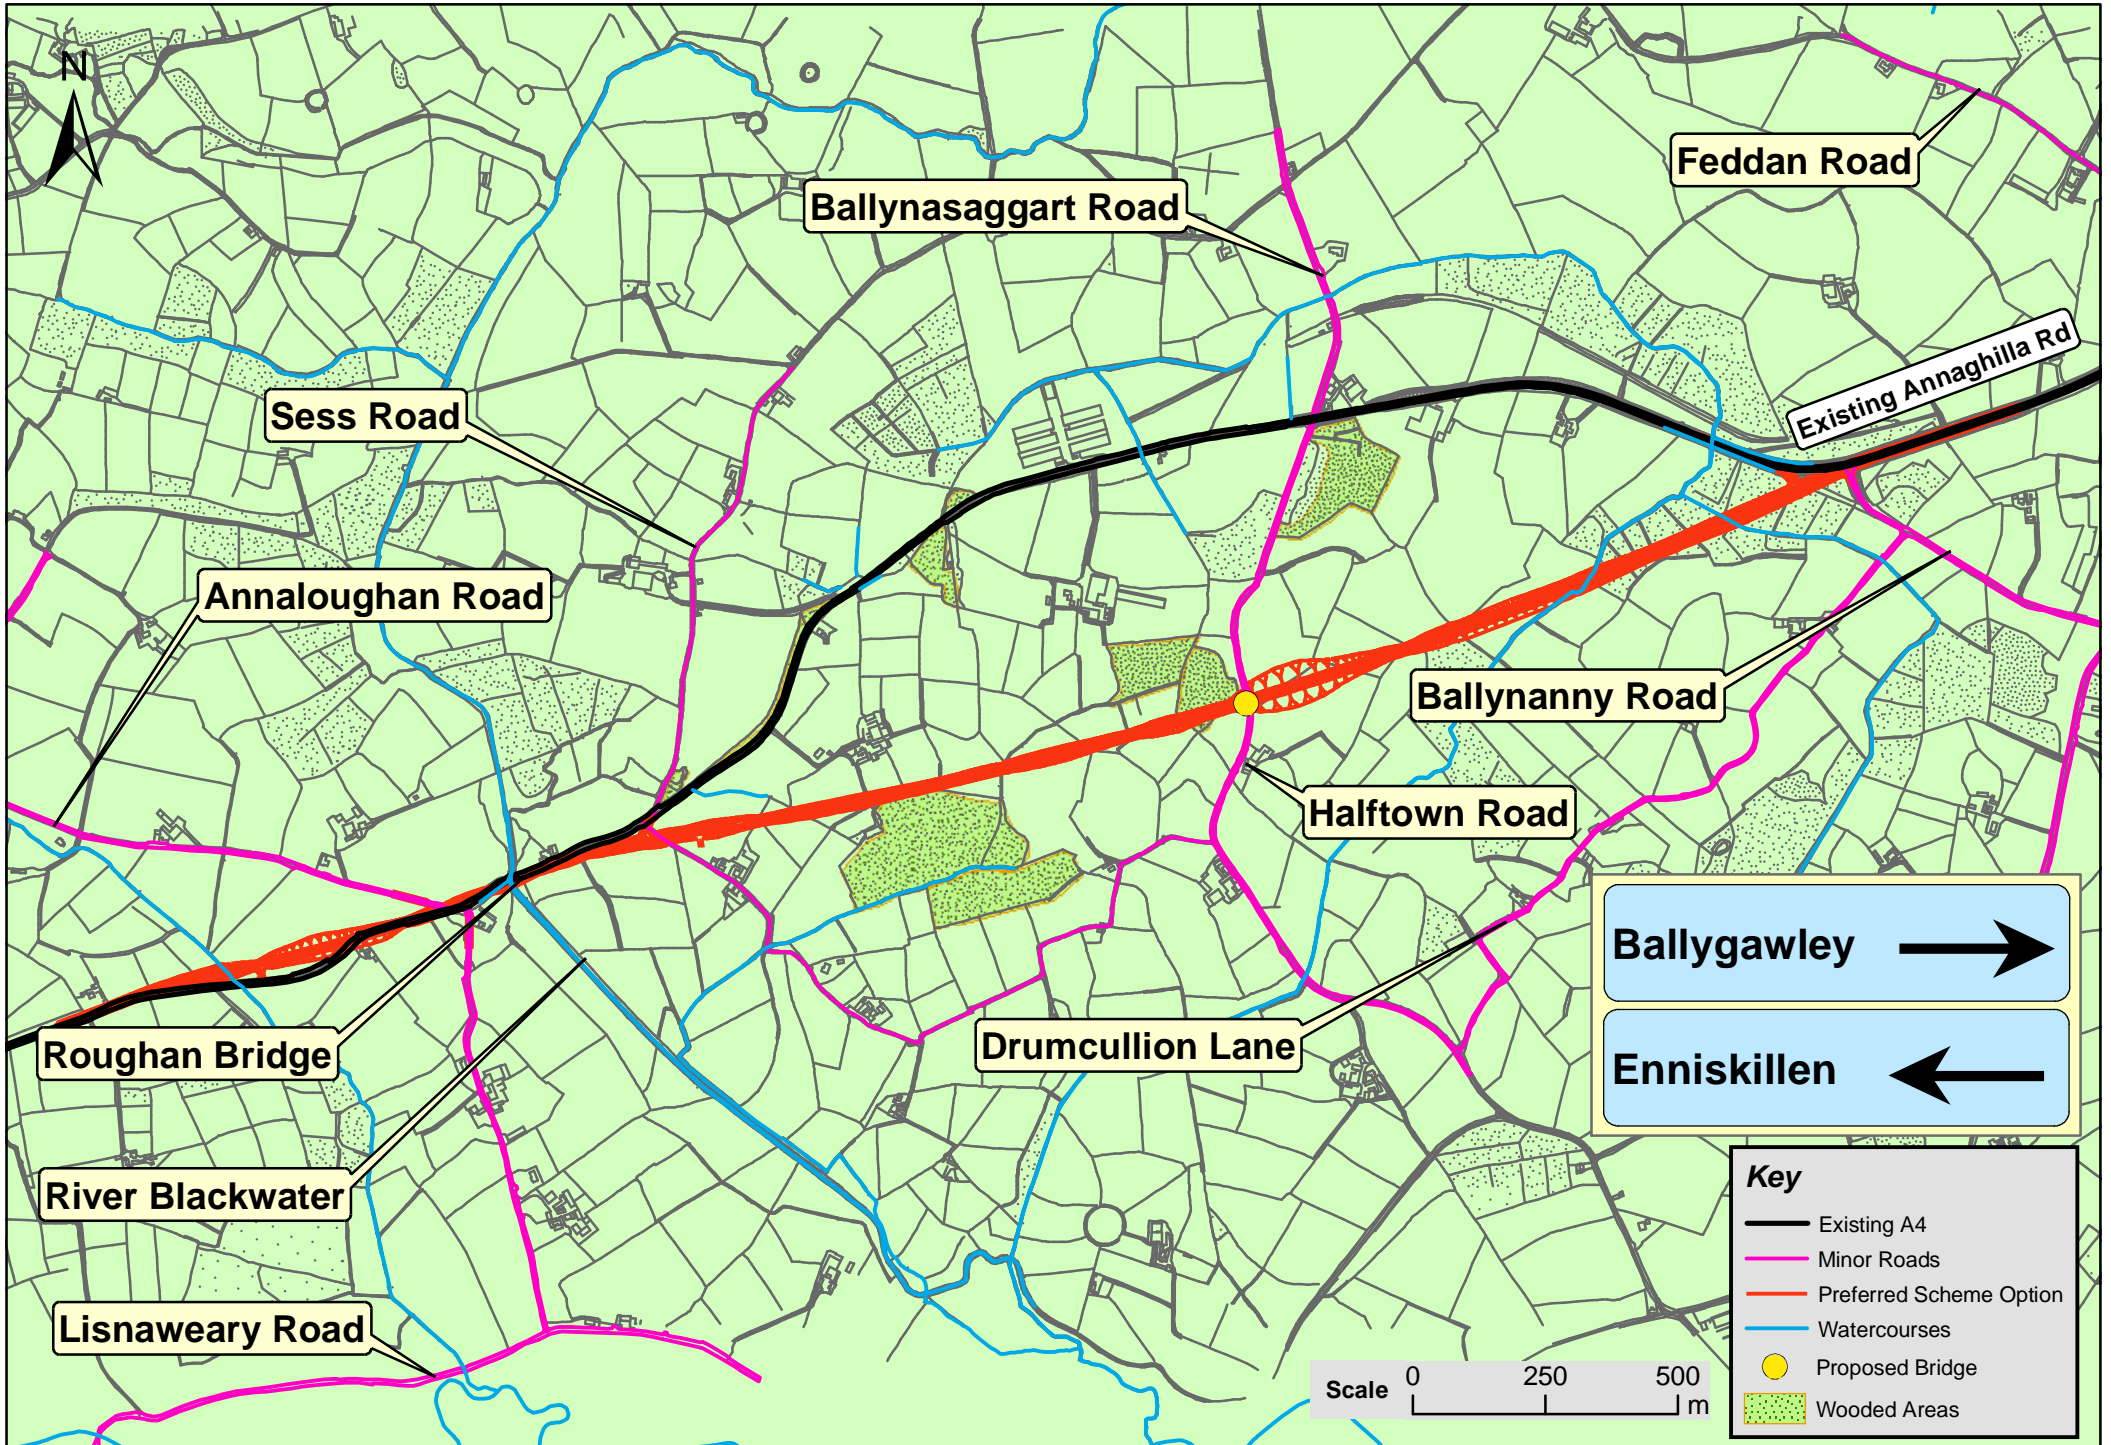 N
Feddan Road
Ballynasaggart Road
Existing Annaghilla Rd
Sess Road
Annaloughan Road
Ballynanny Road
Halftown Road
Ballygawley
Drumcullion Lane
Roughan Bridge
Enniskillen
River Blackwater
Lisnaweary Road
Key
Existing A4
Minor Roads
Preferred Scheme Option
Watercourses
Proposed Bridge
Wooded Areas
Scale 0 250 500
m